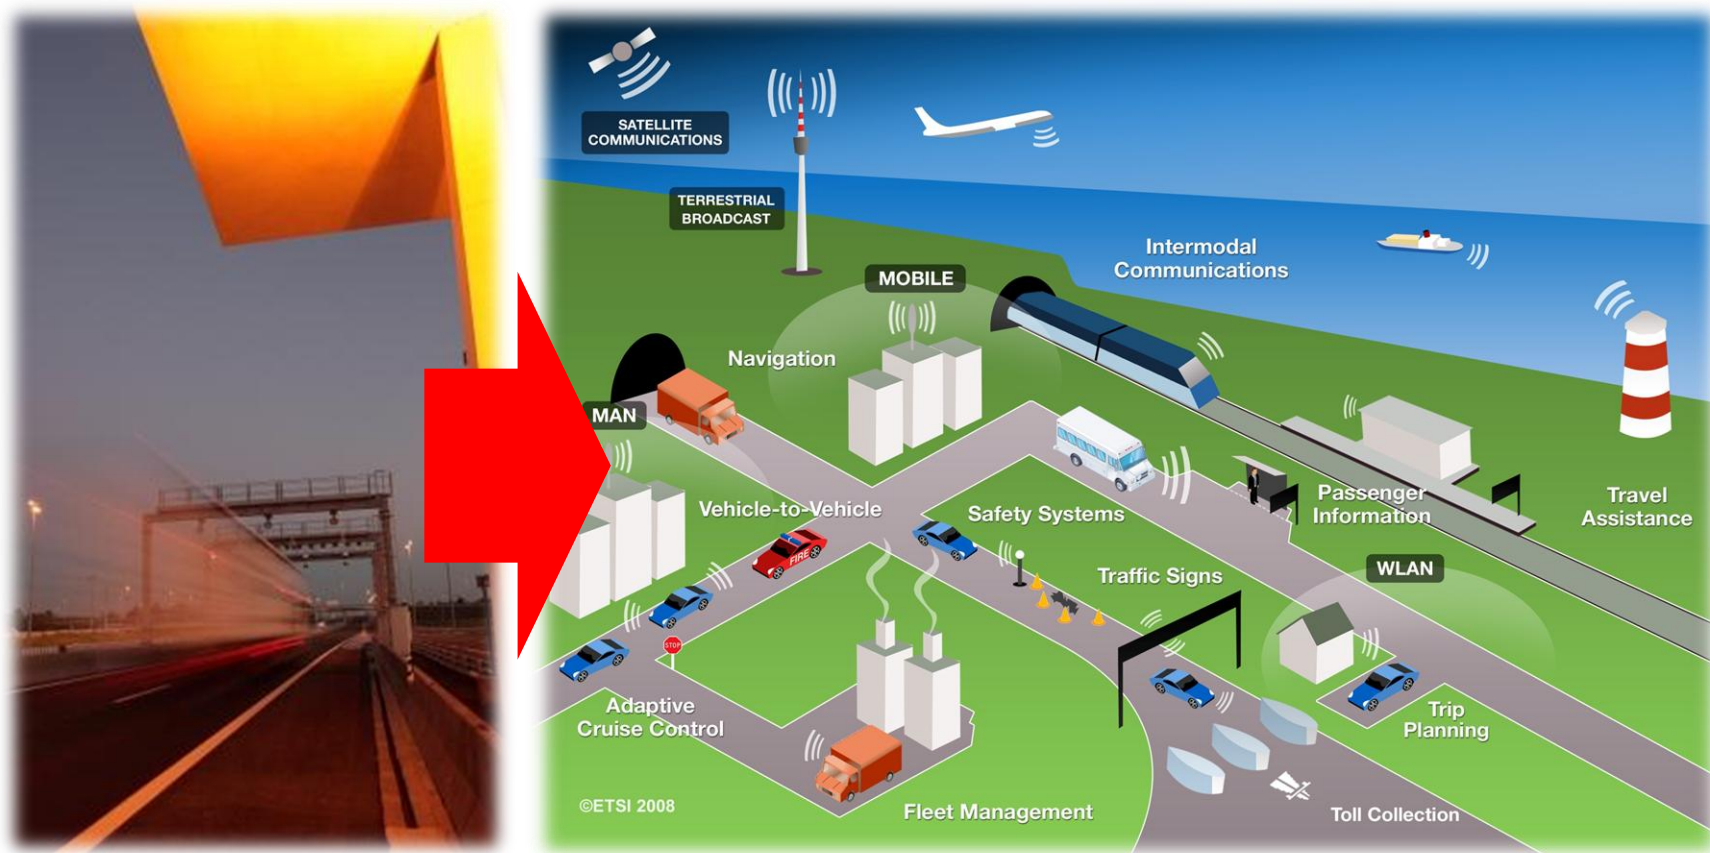 SATELLITE
COMMUNICATIONS
TERRESTRIAL
BROADCAST
Intermodal
Communications
MOBILE
Navigation
MAN
Vehicle-to-Vehicle
Safety Systems
Passenger
Information
Travel
Assistance
FIRE
Traffic Signs
WLAN
STOP
Adaptive
Cruise Control
Trip
Planning
©ETSI 2008
Fleet Management
Toll Collection